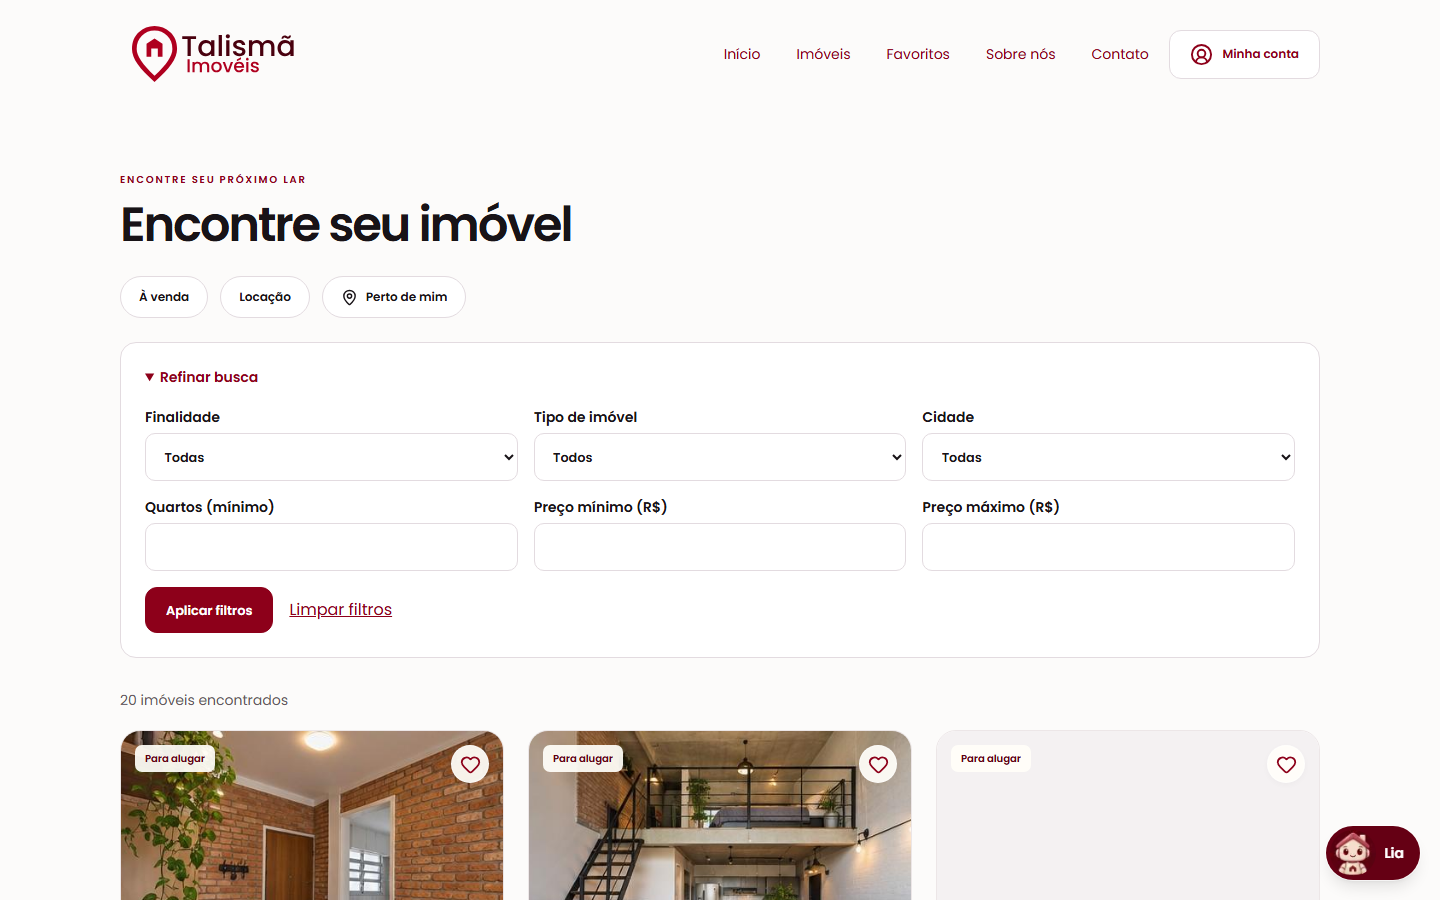 Talismã
Imovéis
Início
Imóveis
Favoritos
Sobre nós
Contato
Minha conta
ENCONTRE SEU PRÓXIMO LAR
Encontre seu imóvel
À venda
Locação
Perto de mim
▼ Refinar busca
Finalidade
Tipo de imóvel
Cidade
Todas
Todos
Todas
Quartos (mínimo)
Preço mínimo (R$)
Preço máximo (R$)
Aplicar filtros
Limpar filtros
20 imóveis encontrados
Para alugar
Para alugar
Para alugar
Lia